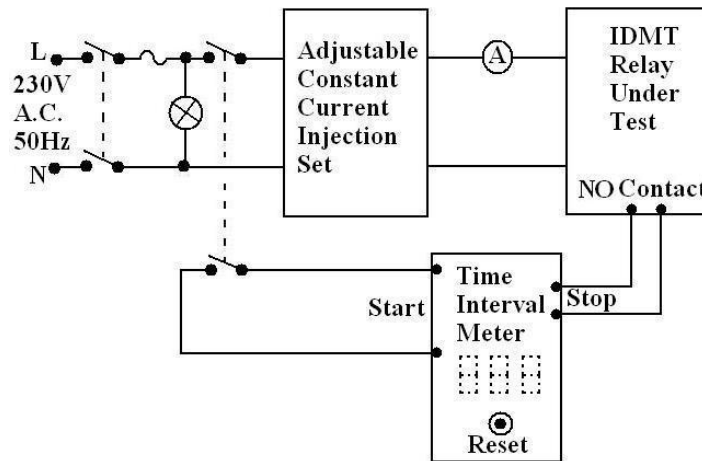 L
230V
A.C.
50Hz
N
Adjustable
Constant
Current
Injection
Set
A
IDMT
Relay
Under
Test
NO Contact
Start
Time
Interval
Meter
Stop
Reset